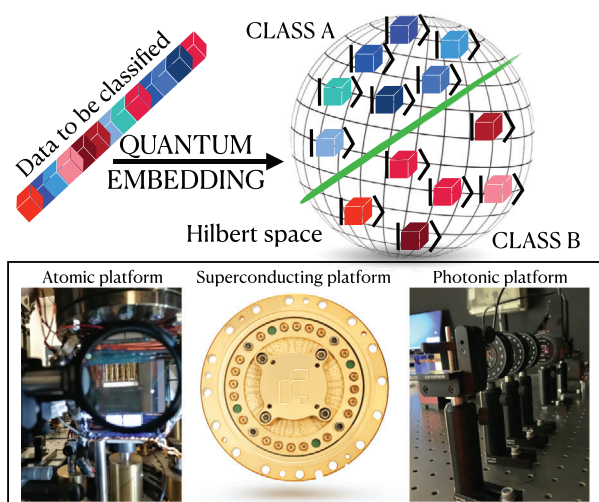 Data to be classified
QUANTUM
EMBEDDING
CLASS A
Hilbert space
CLASS B
Atomic platform
Superconducting platform
Photonic platform